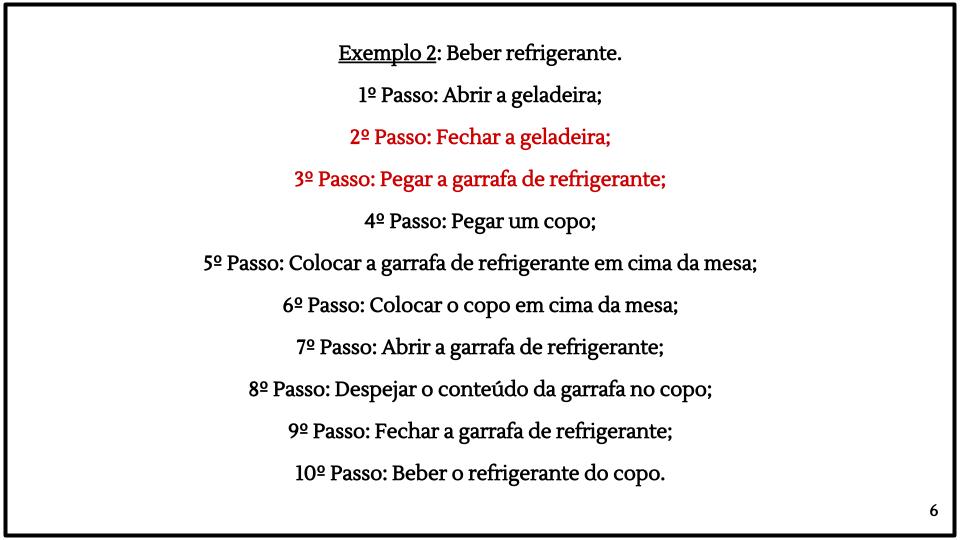 Exemplo 2: Beber refrigerante.
1º Passo: Abrir a geladeira;
2º Passo: Fechar a geladeira;
3º Passo: Pegar a garrafa de refrigerante;
4º Passo: Pegar um copo;
5º Passo: Colocar a garrafa de refrigerante em cima da mesa;
6º Passo: Colocar o copo em cima da mesa;
7º Passo: Abrir a garrafa de refrigerante;
8º Passo: Despejar o conteúdo da garrafa no copo;
9º Passo: Fechar a garrafa de refrigerante;
10º Passo: Beber o refrigerante do copo.
6